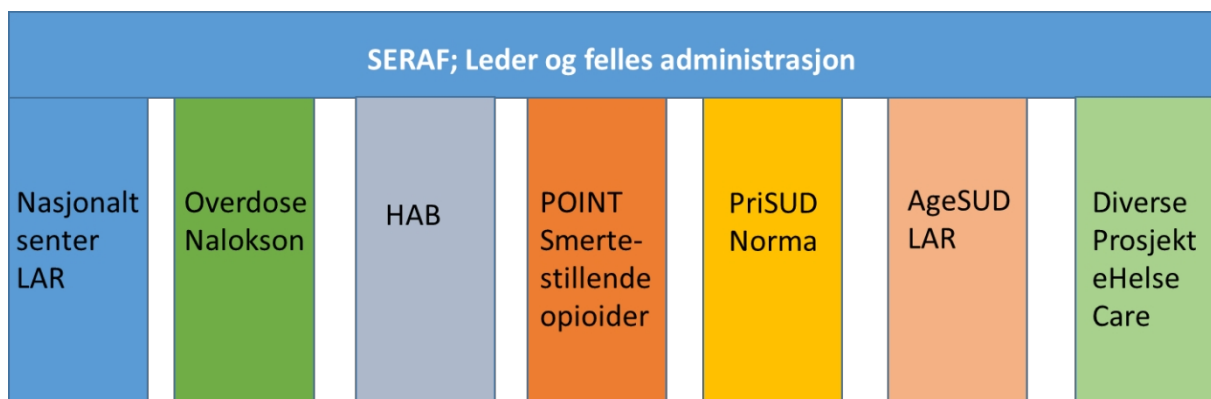 SERAF; Leder og felles administrasjon
Nasjonalt
senter
LAR
Overdose
Nalokson
HAB
POINT
Smerte-
stillende
opioider
PriSUD
Norma
AgeSUD
LAR
Diverse
Prosjekt
eHelse
Care